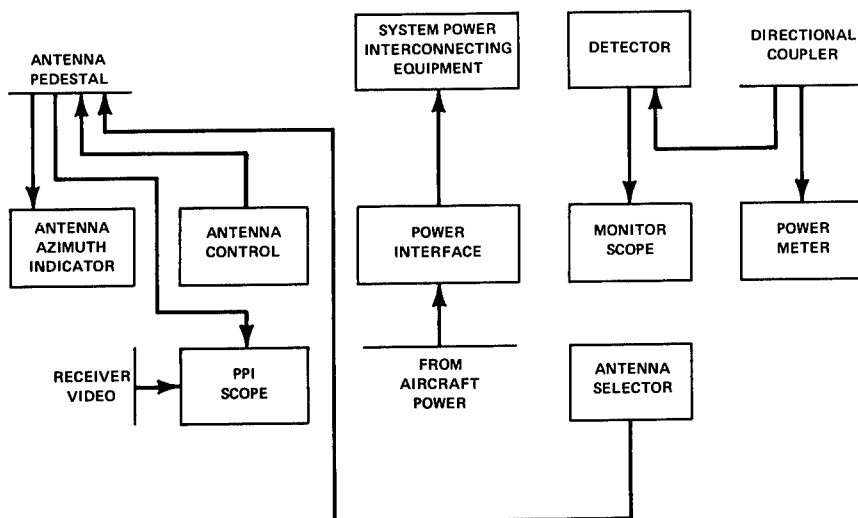 ANTENNA
PEDESTAL
SYSTEM POWER
INTERCONNECTING
EQUIPMENT
DETECTOR
DIRECTIONAL
COUPLER
ANTENNA
AZIMUTH
INDICATOR
ANTENNA
CONTROL
POWER
INTERFACE
MONITOR
SCOPE
POWER
METER
RECEIVER
VIDEO
PPI
SCOPE
FROM
AIRCRAFT
POWER
ANTENNA
SELECTOR